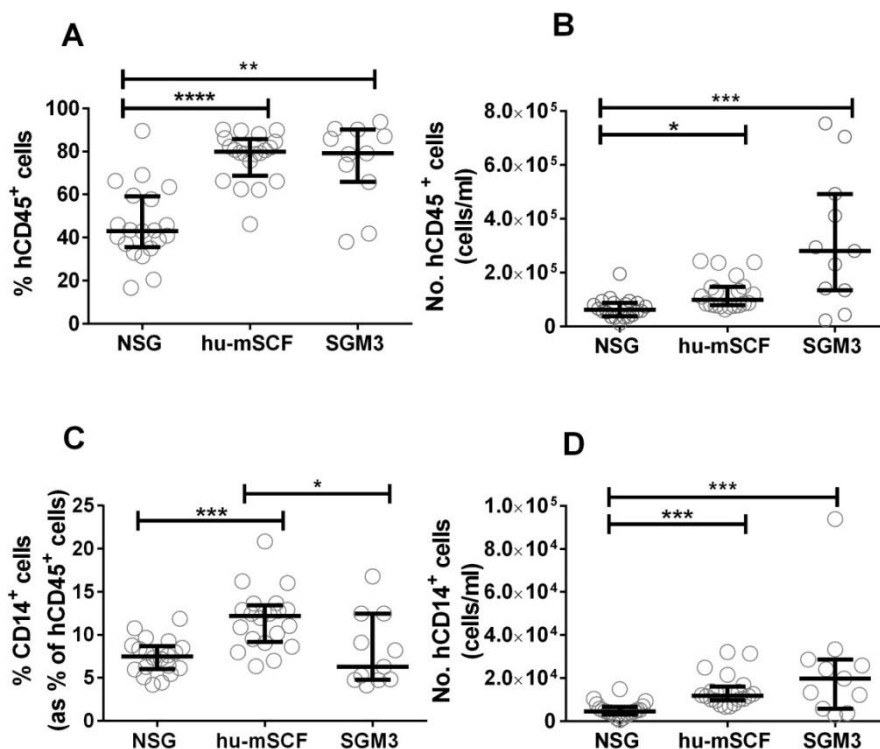 A
**
****
% hCD45+ cells
100
80
60
40
20
0
NSG hu-mSCF SGM3
B
***
*
No. hCD45 + cells
(cells/ml)
8.0×10⁵
6.0×10⁵
4.0×10⁵
2.0×10⁵
0
NSG hu-mSCF SGM3
C
*
***
% CD14+ cells
(as % of hCD45+ cells)
25
20
15
10
5
0
NSG hu-mSCF SGM3
D
***
***
No. hCD14+ cells
(cells/ml)
1.0×10⁵
8.0×10⁴
6.0×10⁴
4.0×10⁴
2.0×10⁴
0
NSG hu-mSCF SGM3